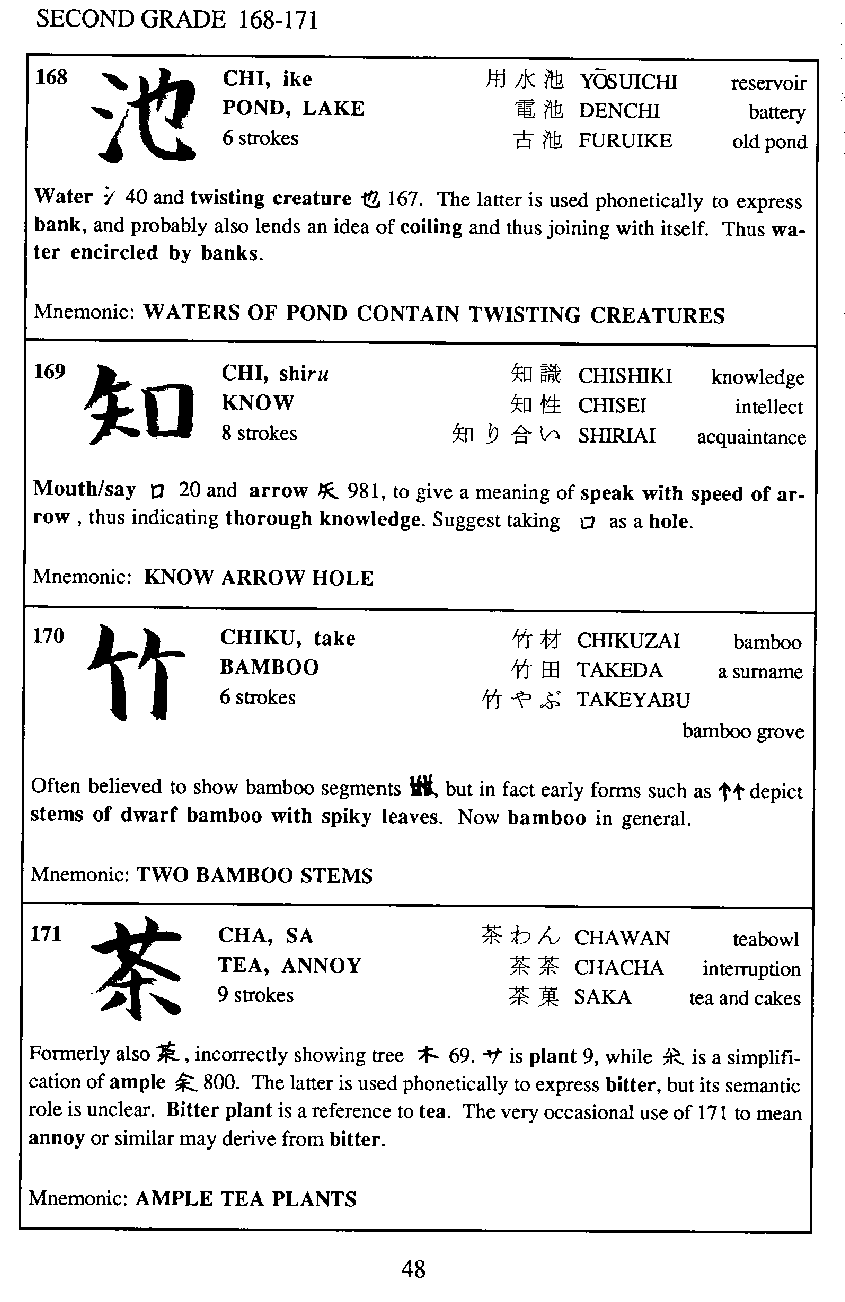 SECOND GRADE 168-171
168 池 CHI, ike 用水池 YŌSUICHI reservoir
POND, LAKE 電池 DENCHI battery
6 strokes 古池 FURUIKE old pond
Water 氵 40 and twisting creature 也 167. The latter is used phonetically to express
bank, and probably also lends an idea of coiling and thus joining with itself. Thus wa-
ter encircled by banks.
Mnemonic: WATERS OF POND CONTAIN TWISTING CREATURES
169 知 CHI, shiru 知識 CHISHIKI knowledge
KNOW 知性 CHISEI intellect
8 strokes 知り合い SHIRIAI acquaintance
Mouth/say 口 20 and arrow 矢 981, to give a meaning of speak with speed of ar-
row , thus indicating thorough knowledge. Suggest taking 口 as a hole.
Mnemonic: KNOW ARROW HOLE
170 竹 CHIKU, take 竹材 CHIKUZAI bamboo
BAMBOO 竹田 TAKEDA a surname
6 strokes 竹やぶ TAKEYABU
bamboo grove
Often believed to show bamboo segments , but in fact early forms such as depict
stems of dwarf bamboo with spiky leaves. Now bamboo in general.
Mnemonic: TWO BAMBOO STEMS
171 茶 CHA, SA 茶わん CHAWAN teabowl
TEA, ANNOY 茶茶 CHACHA interruption
9 strokes 茶菓 SAKA tea and cakes
Formerly also , incorrectly showing tree 木 69. サ is plant 9, while is a simplifi-
cation of ample 余 800. The latter is used phonetically to express bitter, but its semantic
role is unclear. Bitter plant is a reference to tea. The very occasional use of 171 to mean
annoy or similar may derive from bitter.
Mnemonic: AMPLE TEA PLANTS
48